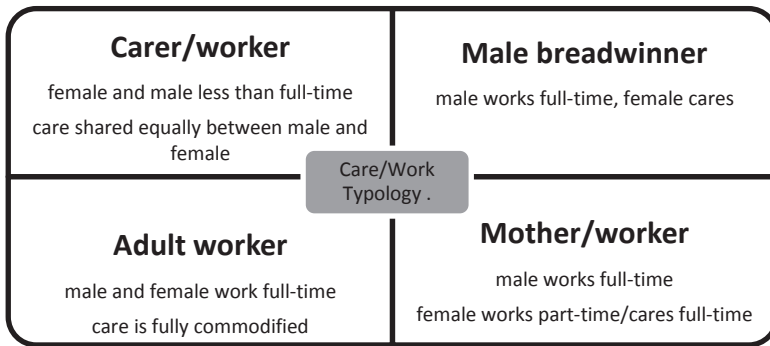 Carer/worker
female and male less than full-time
care shared equally between male and
female
Male breadwinner
male works full-time, female cares
Care/Work
Typology .
Adult worker
male and female work full-time
care is fully commodified
Mother/worker
male works full-time
female works part-time/cares full-time